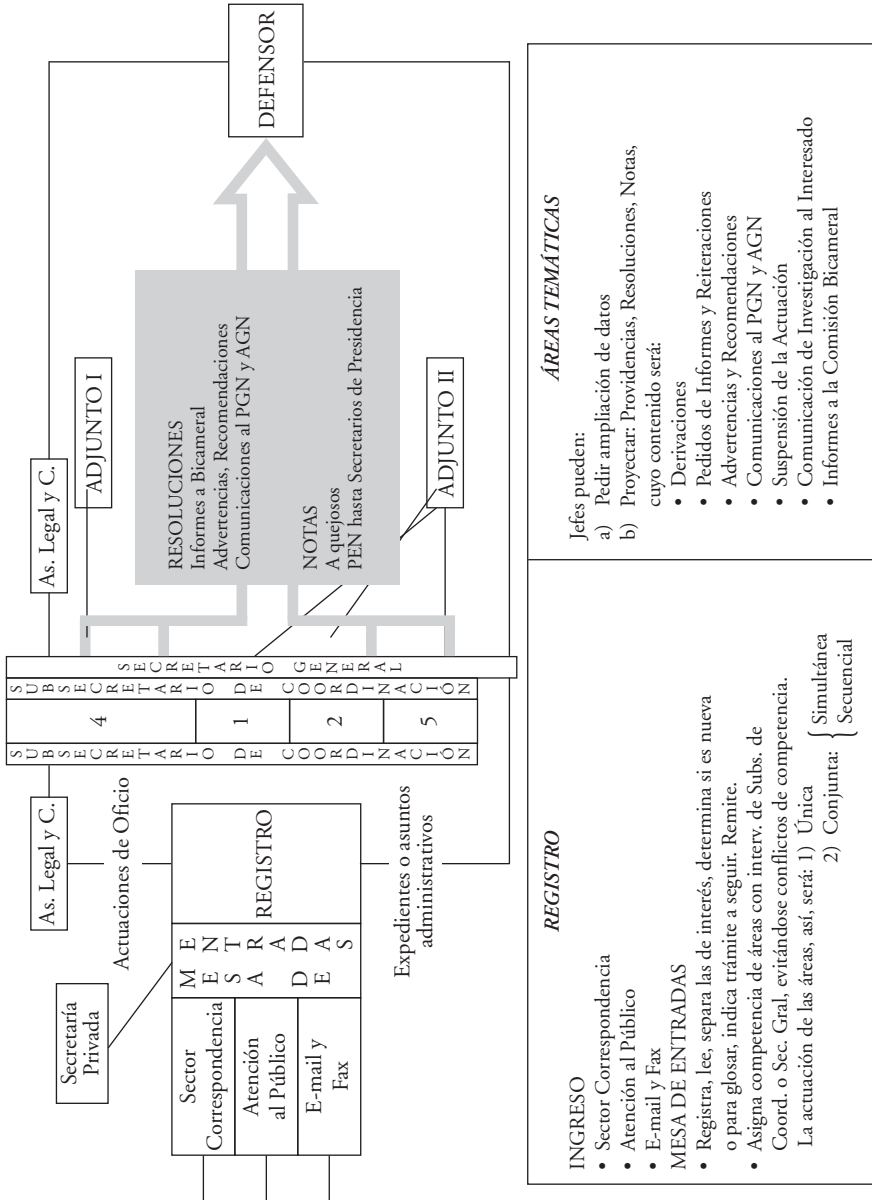 Secretaría
Privada
As. Legal y C.
As. Legal y C.
Actuaciones de Oficio
Sector
Correspondencia
Atención
al Público
E-mail y
Fax
MESA DE
ENTRADAS
REGISTRO
Expedientes o asuntos
administrativos
SUBSECRETARIO DE COORDINACIÓN
4
1
2
5
SUBSECRETARIO DE COORDINACIÓN
SECRETARIO GENERAL
ADJUNTO I
RESOLUCIONES
Informes a Bicameral
Advertencias, Recomendaciones
Comunicaciones al PGN y AGN
NOTAS
A quejosos
PEN hasta Secretarios de Presidencia
ADJUNTO II
DEFENSOR
REGISTRO
INGRESO
• Sector Correspondencia
• Atención al Público
• E-mail y Fax
MESA DE ENTRADAS
• Registra, lee, separa las de interés, determina si es nueva
o para glosar, indica trámite a seguir. Remite.
• Asigna competencia de áreas con interv. de Subs. de
Coord. o Sec. Gral, evitándose conflictos de competencia.
La actuación de las áreas, así, será: 1) Única
2) Conjunta: { Simultánea
Secuencial
ÁREAS TEMÁTICAS
Jefes pueden:
a) Pedir ampliación de datos
b) Proyectar: Providencias, Resoluciones, Notas,
cuyo contenido será:
• Derivaciones
• Pedidos de Informes y Reiteraciones
• Advertencias y Recomendaciones
• Comunicaciones al PGN y AGN
• Suspensión de la Actuación
• Comunicación de Investigación al Interesado
• Informes a la Comisión Bicameral